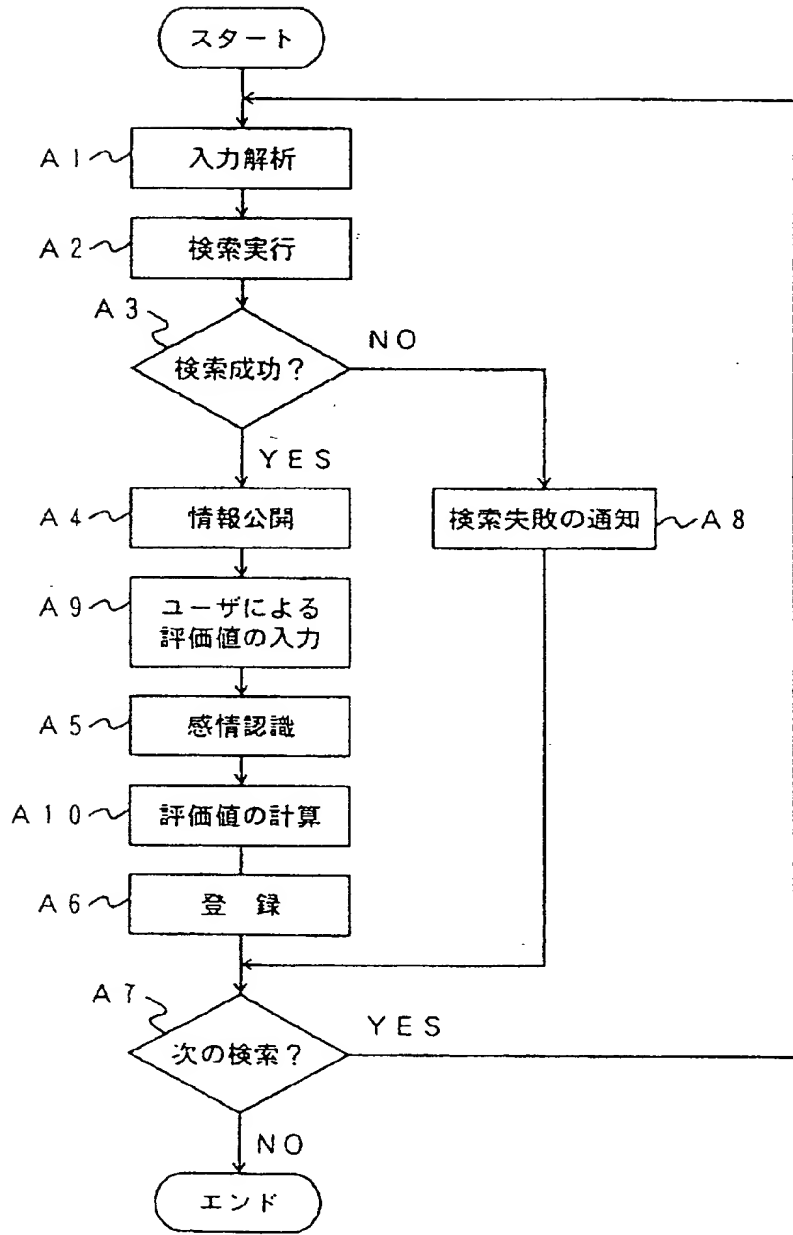 スタート
A1
入力解析
A2
検索実行
A3
検索成功?
NO
YES
A4
情報公開
検索失敗の通知
A8
A9
ユーザによる
評価値の入力
A5
感情認識
A10
評価値の計算
A6
登 録
A7
次の検索?
YES
NO
エンド